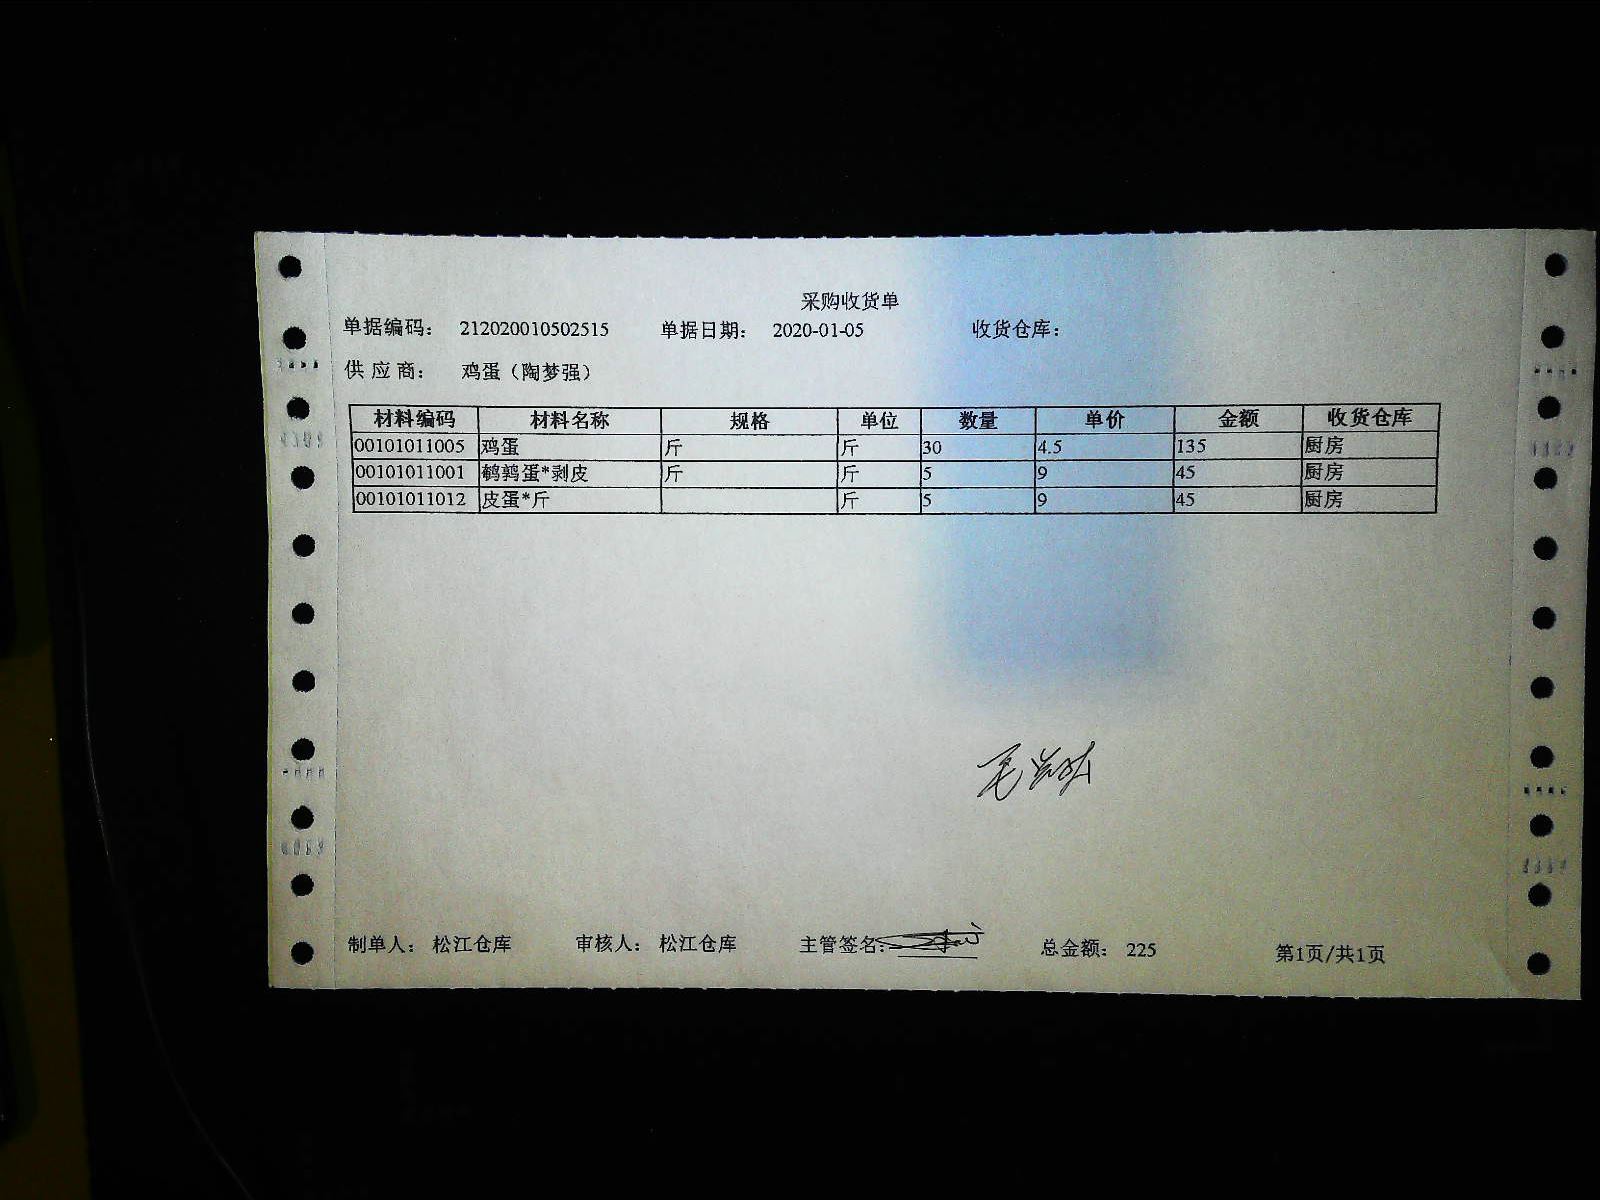 采购收货单
单据编码： 212020010502515 单据日期： 2020-01-05 收货仓库：
供 应 商： 鸡蛋（陶梦强）
材料编码 材料名称 规格 单位 数量 单价 金额 收货仓库
00101011005 鸡蛋 斤 斤 30 4.5 135 厨房
00101011001 鹌鹑蛋*剥皮 斤 斤 5 9 45 厨房
00101011012 皮蛋*斤 斤 5 9 45 厨房
制单人： 松江仓库 审核人： 松江仓库 主管签名： 总金额： 225 第1页/共1页